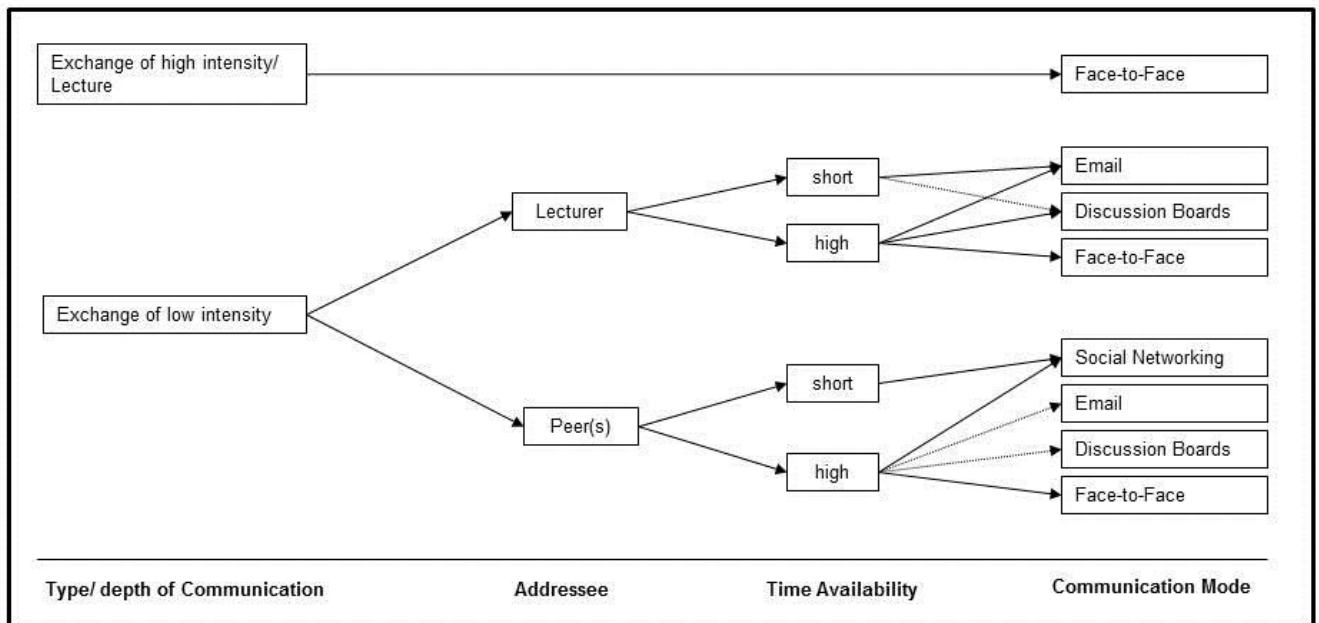 Exchange of high intensity/
Lecture
Face-to-Face
Exchange of low intensity
Lecturer
short
high
Email
Discussion Boards
Face-to-Face
Peer(s)
short
high
Social Networking
Email
Discussion Boards
Face-to-Face
Type/ depth of Communication
Addressee
Time Availability
Communication Mode